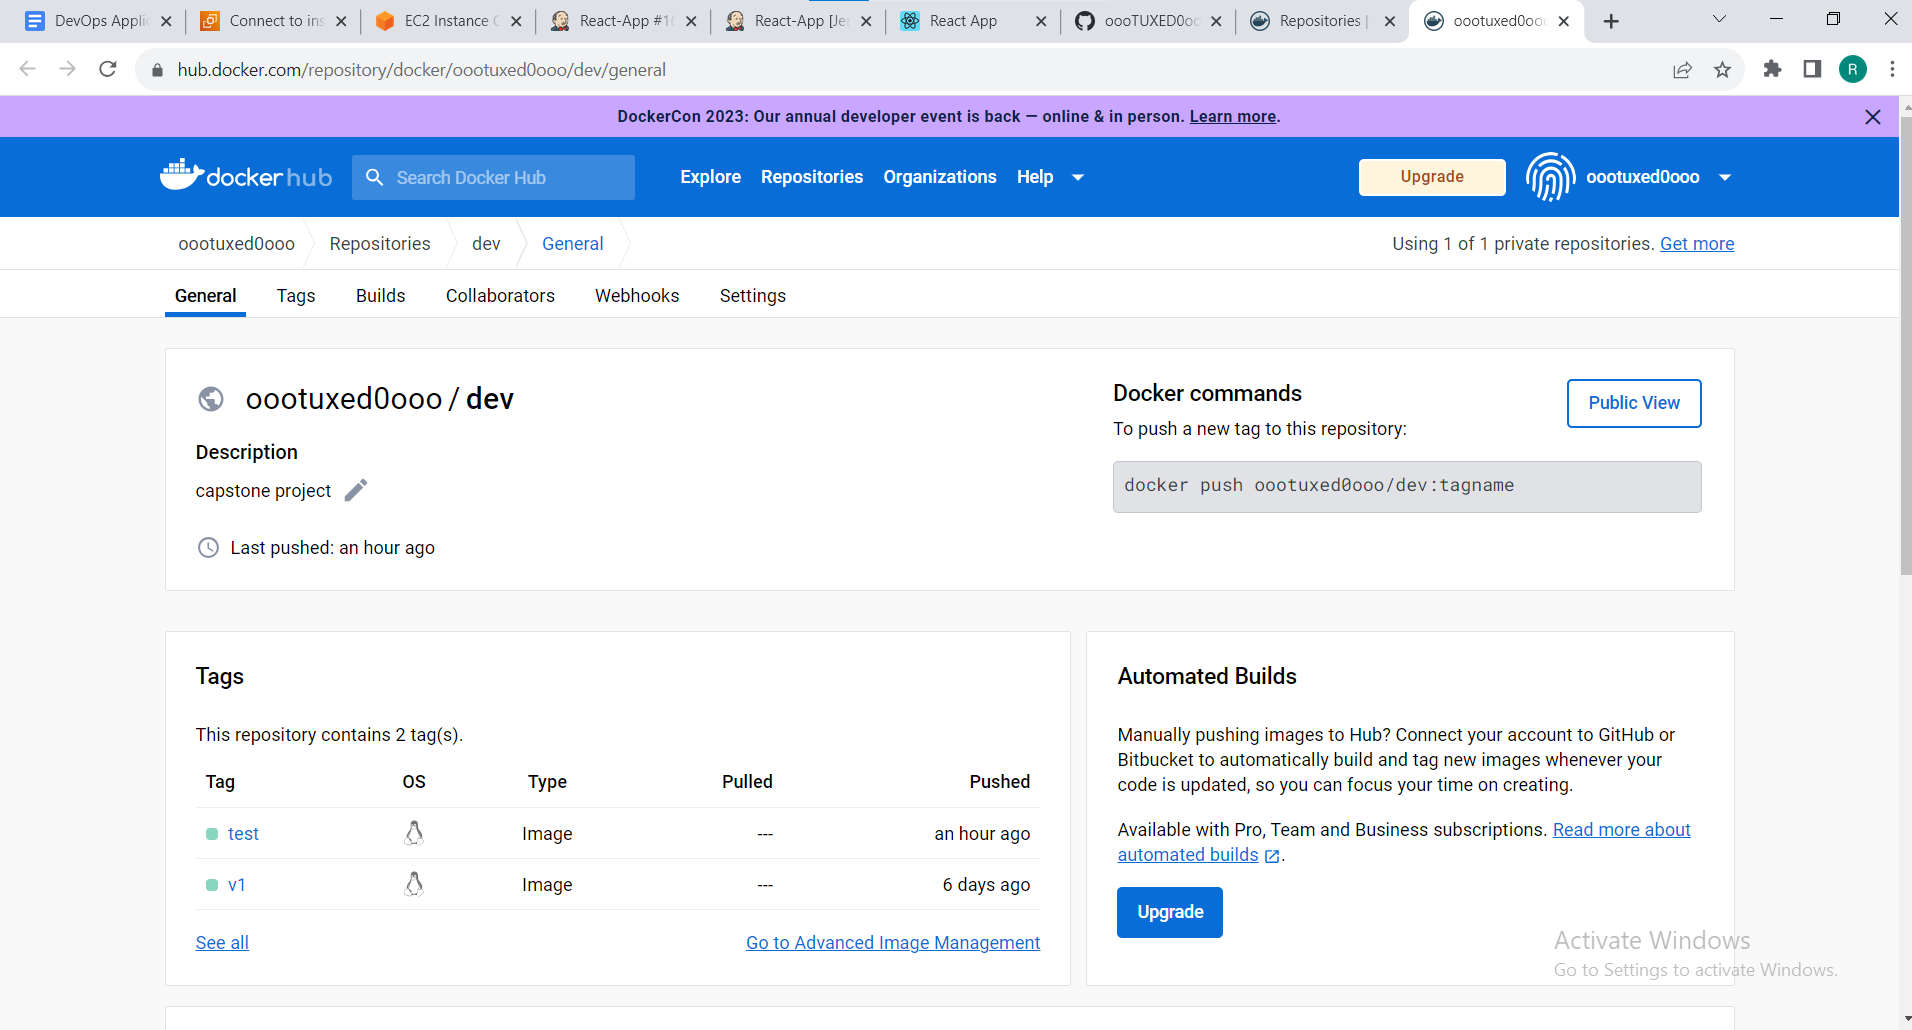 DevOps Applic
Connect to ins
EC2 Instance C
React-App #16
React-App [Jen
React App
oooTUXED0oo
Repositories |
oootuxed0ooo
hub.docker.com/repository/docker/oootuxed0ooo/dev/general
R
DockerCon 2023: Our annual developer event is back — online & in person. Learn more.
docker hub
Search Docker Hub
Explore
Repositories
Organizations
Help
Upgrade
oootuxed0ooo
oootuxed0ooo
Repositories
dev
General
Using 1 of 1 private repositories. Get more
General
Tags
Builds
Collaborators
Webhooks
Settings
oootuxed0ooo / dev
Description
capstone project
Last pushed: an hour ago
Docker commands
Public View
To push a new tag to this repository:
docker push oootuxed0ooo/dev:tagname
Tags
This repository contains 2 tag(s).
Tag OS Type Pulled Pushed
test Image --- an hour ago
v1 Image --- 6 days ago
See all
Go to Advanced Image Management
Automated Builds
Manually pushing images to Hub? Connect your account to GitHub or
Bitbucket to automatically build and tag new images whenever your
code is updated, so you can focus your time on creating.
Available with Pro, Team and Business subscriptions. Read more about
automated builds .
Upgrade
Activate Windows
Go to Settings to activate Windows.